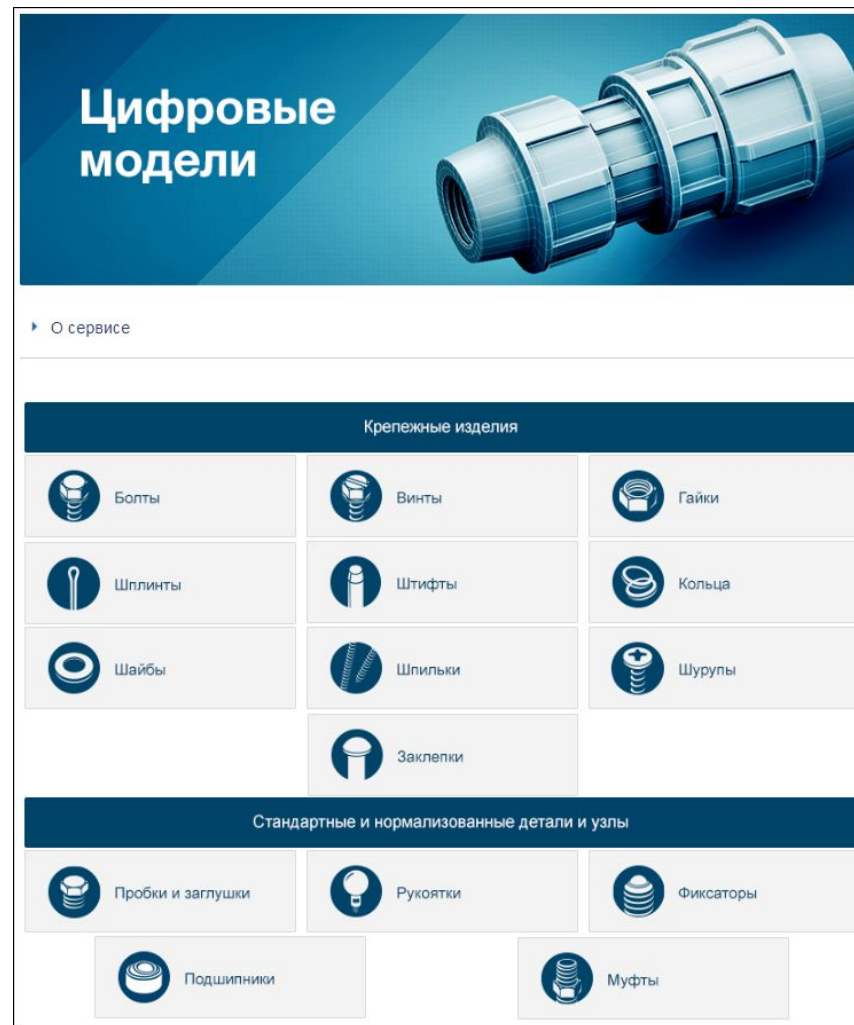 Цифровые
модели
О сервисе
Крепежные изделия
Болты
Винты
Гайки
Шплинты
Штифты
Кольца
Шайбы
Шпильки
Шурупы
Заклепки
Стандартные и нормализованные детали и узлы
Пробки и заглушки
Рукоятки
Фиксаторы
Подшипники
Муфты